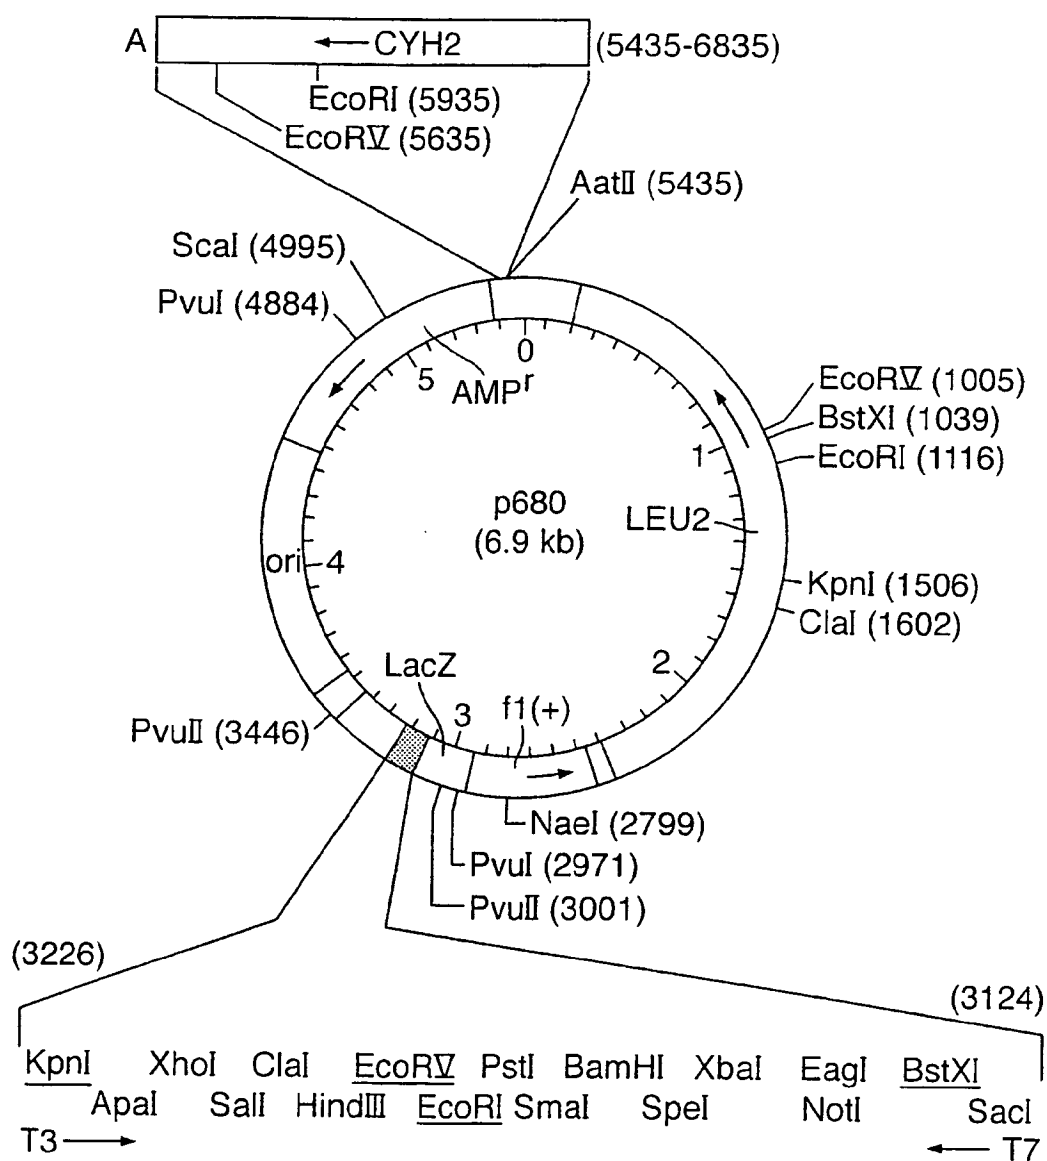 A ←CYH2 (5435-6835)
EcoRI (5935)
EcoRV (5635)
AatII (5435)
ScaI (4995)
PvuI (4884)
0
5
AMPr
EcoRV (1005)
BstXI (1039)
1
EcoRI (1116)
p680
LEU2
(6.9 kb)
ori 4
KpnI (1506)
ClaI (1602)
LacZ
2
f1(+)
3
PvuII (3446)
NaeI (2799)
PvuI (2971)
PvuII (3001)
(3226)
(3124)
KpnI XhoI ClaI EcoRV PstI BamHI XbaI EagI BstXI
ApaI SalI HindIII EcoRI SmaI SpeI NotI SacI
T3→ ←T7